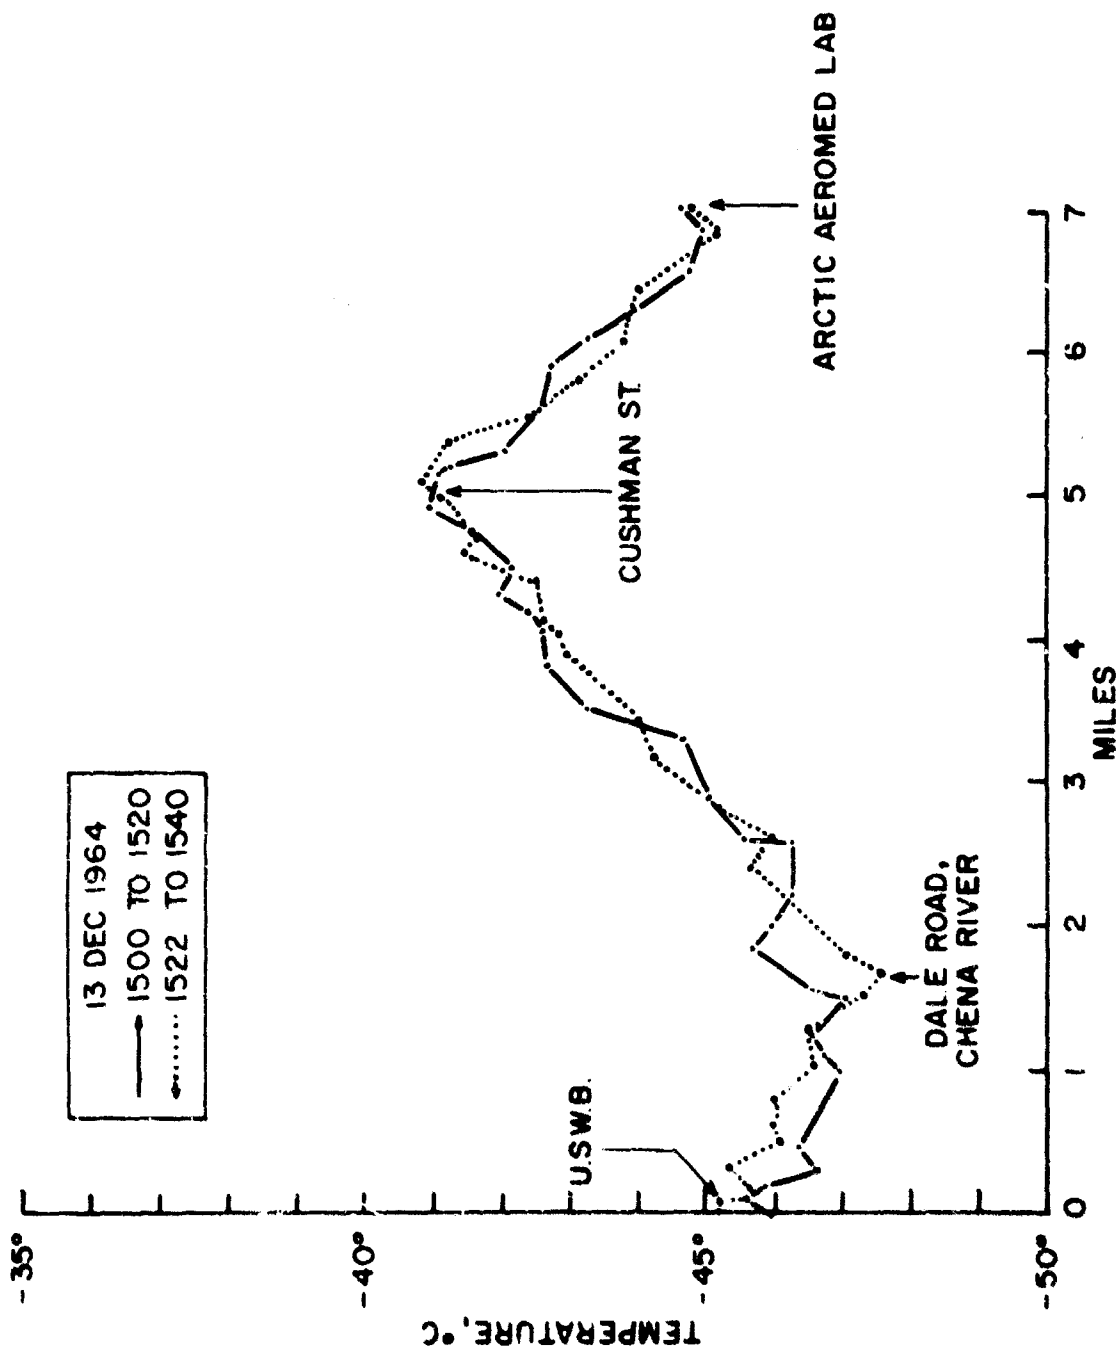 13 DEC 1964
1500 TO 1520
1522 TO 1540
TEMPERATURE, °C
-35°
-40°
-45°
-50°
U.S.W.B.
DALE ROAD,
CHENA RIVER
CUSHMAN ST.
ARCTIC AEROMED LAB
0
1
2
3
4
5
6
7
MILES